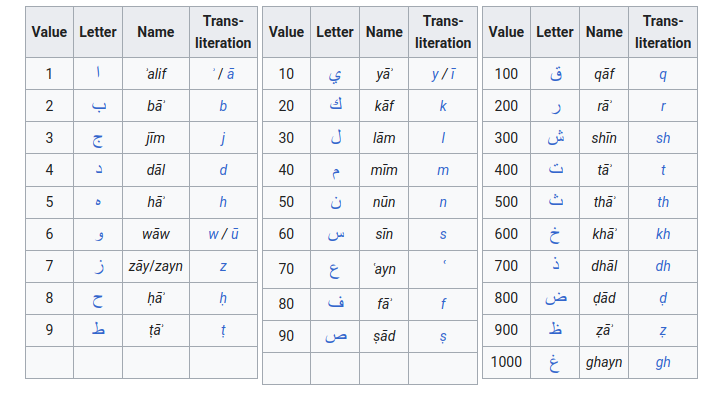 Value Letter Name Trans-
literation
1 ا ʾalif ʾ / ā
2 ب bāʾ b
3 ج jīm j
4 د dāl d
5 ه hāʾ h
6 و wāw w / ū
7 ز zāy/zayn z
8 ح ḥāʾ ḥ
9 ط ṭāʾ ṭ
Value Letter Name Trans-
literation
10 ي yāʾ y / ī
20 ك kāf k
30 ل lām l
40 م mīm m
50 ن nūn n
60 س sīn s
70 ع ʿayn ʿ
80 ف fāʾ f
90 ص ṣād ṣ
Value Letter Name Trans-
literation
100 ق qāf q
200 ر rāʾ r
300 ش shīn sh
400 ت tāʾ t
500 ث thāʾ th
600 خ khāʾ kh
700 ذ dhāl dh
800 ض ḍād ḍ
900 ظ ẓāʾ ẓ
1000 غ ghayn gh